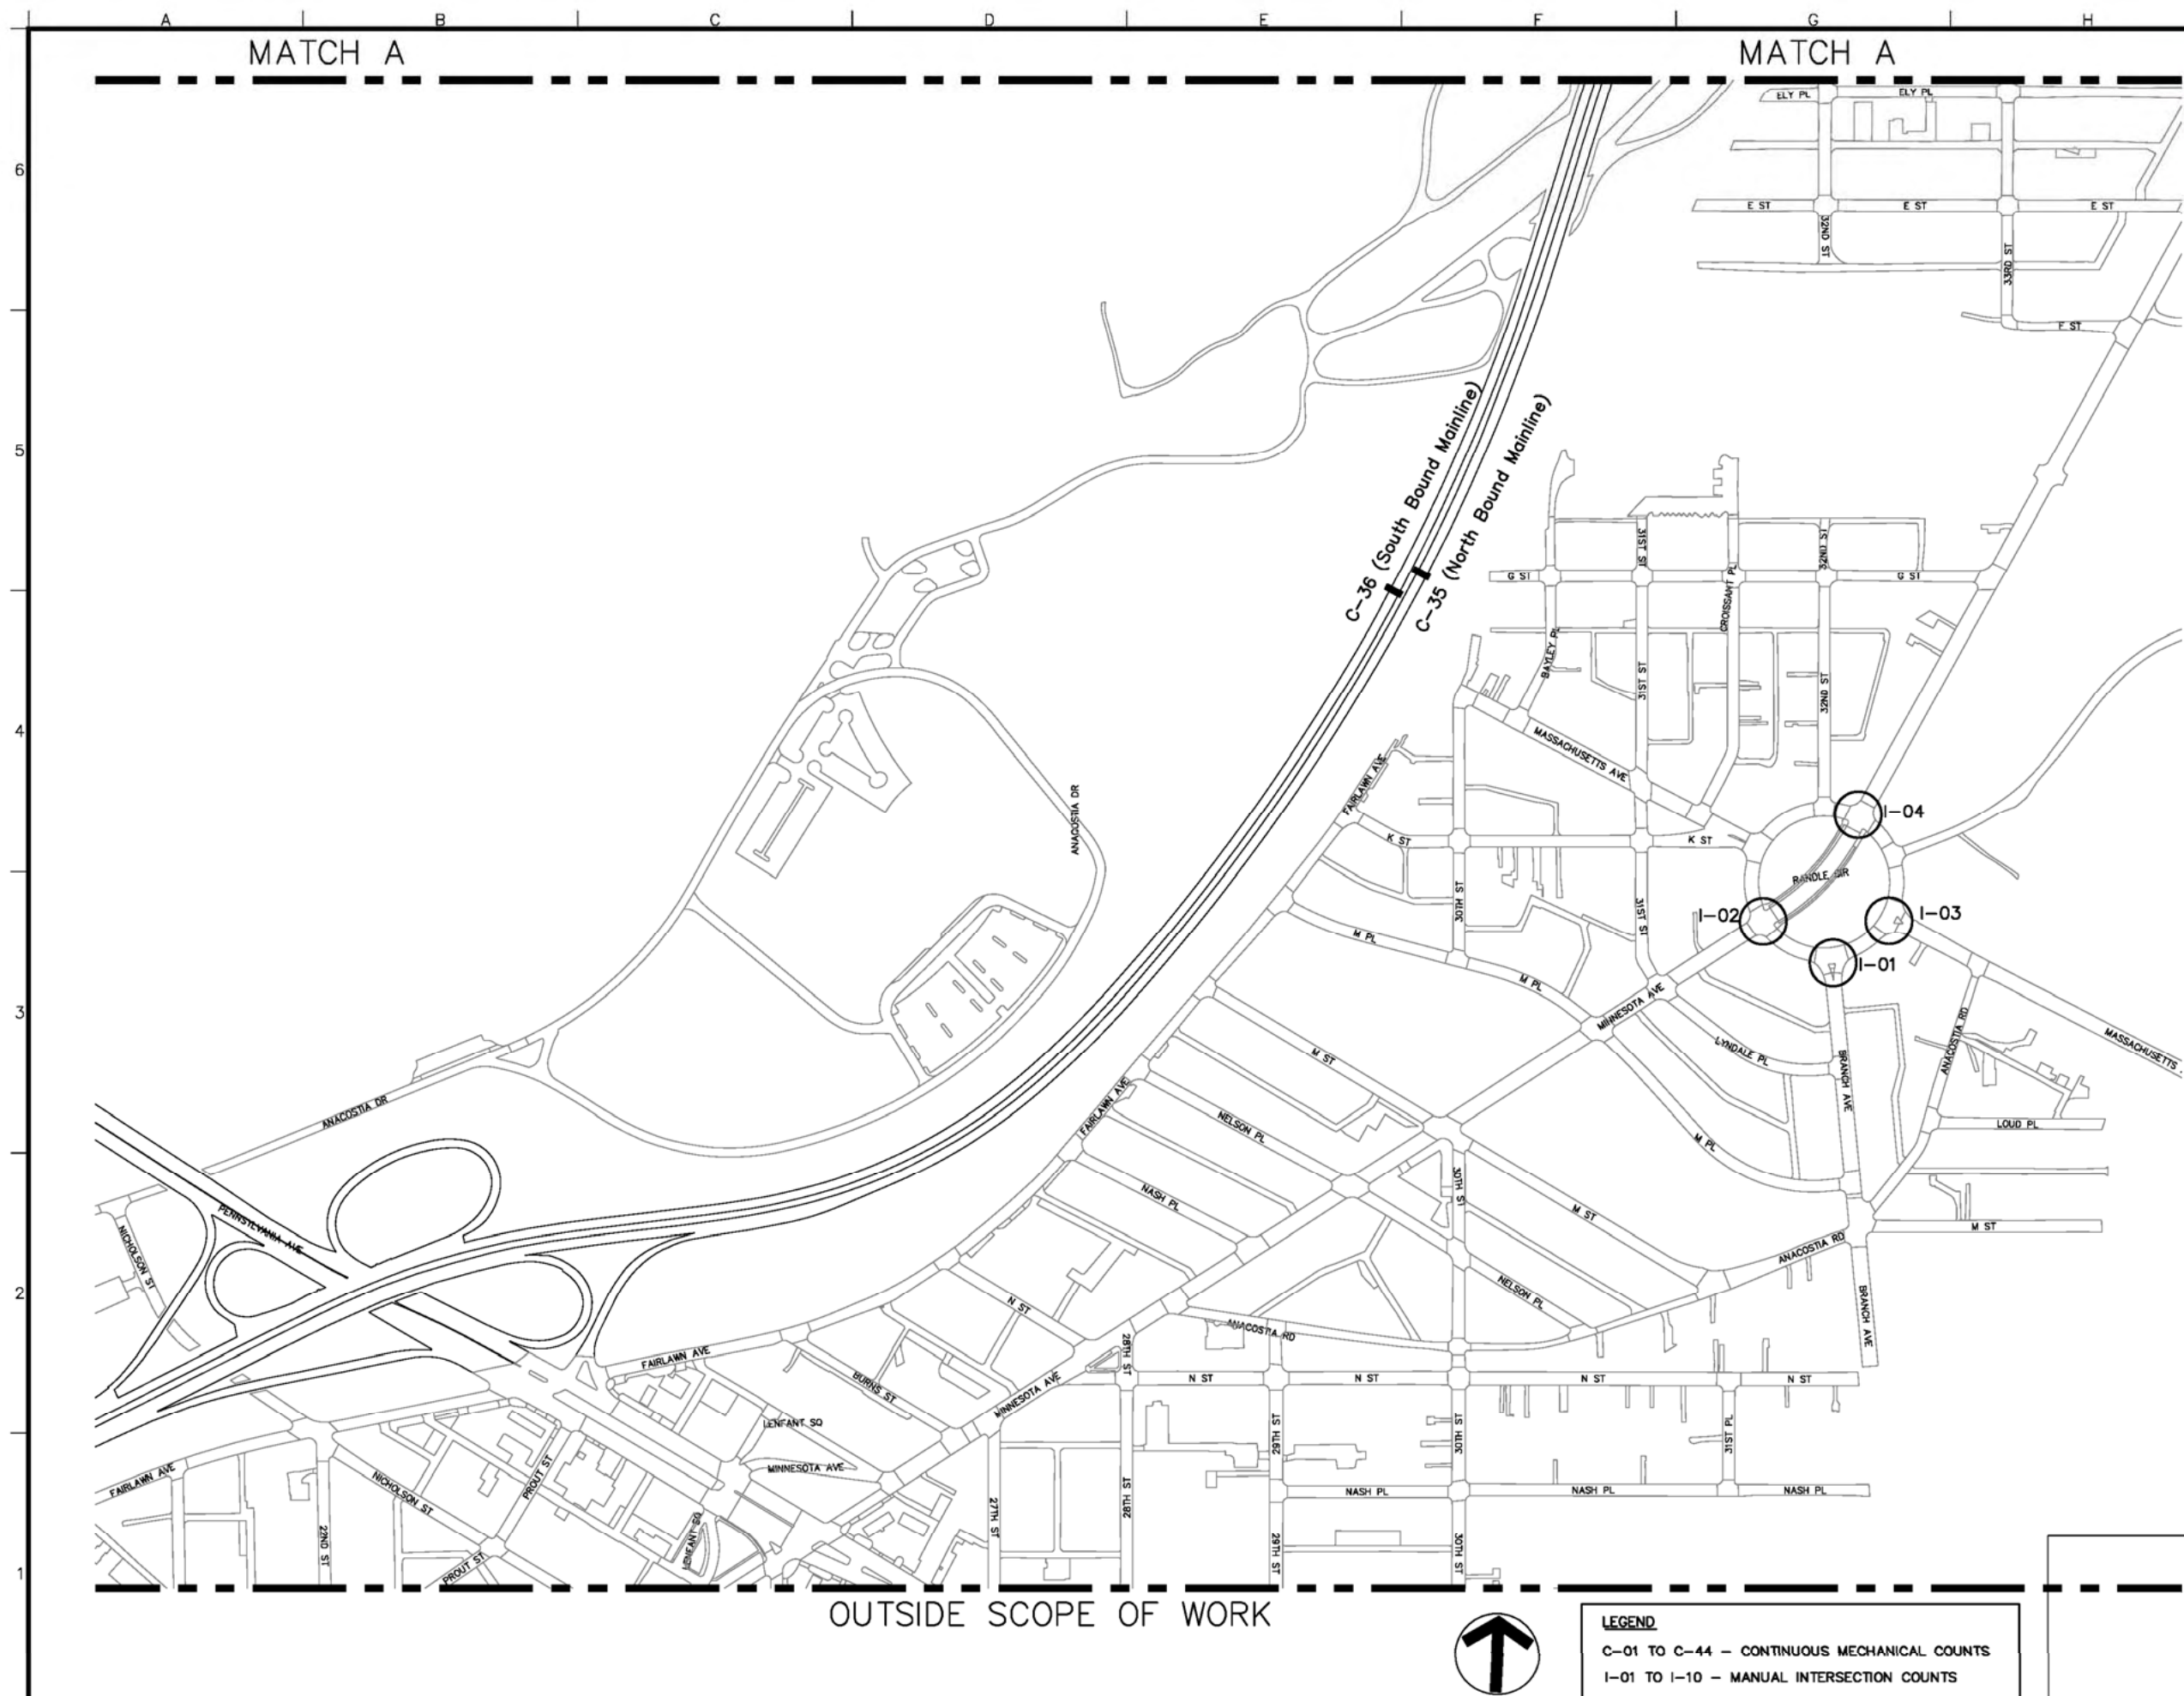 A B C D E F G H
MATCH A MATCH A
ELY PL ELY PL
6
E ST E ST E ST
32ND ST
33RD ST
F ST
5
C-36 (South Bound Mainline)
C-35 (North Bound Mainline)
31ST ST
32ND ST
G ST G ST
CROISSANT PL
BAYLEY PL
31ST ST
32ND ST
4
MASSACHUSETTS AVE
FAIRLAWN AVE
ANACOSTIA DR
I-04
K ST K ST
RANDLE CIR
30TH ST
31ST ST
I-02
I-03
M PL
I-01
M PL
MINNESOTA AVE
3
ANACOSTIA RD
MASSACHUSETTS
M ST
LYNDALE PL
BRANCH AVE
FAIRLAWN AVE
ANACOSTIA DR
NELSON PL
LOUD PL
M PL
30TH ST
NASH PL
PENNSYLVANIA AVE
NICHOLSON ST
M ST
M ST
ANACOSTIA RD
2
NELSON PL
N ST
BRANCH AVE
ANACOSTIA RD
28TH ST
FAIRLAWN AVE
BURNS ST
MINNESOTA AVE
N ST N ST N ST N ST
LENFANT SQ
29TH ST
30TH ST
31ST PL
MINNESOTA AVE
FAIRLAWN AVE
NICHOLSON ST
PROUT ST
28TH ST
NASH PL NASH PL NASH PL
27TH ST
22ND ST
LENFANT SQ
29TH ST
30TH ST
1
PROUT ST
OUTSIDE SCOPE OF WORK
LEGEND
C-01 TO C-44 - CONTINUOUS MECHANICAL COUNTS
I-01 TO I-10 - MANUAL INTERSECTION COUNTS